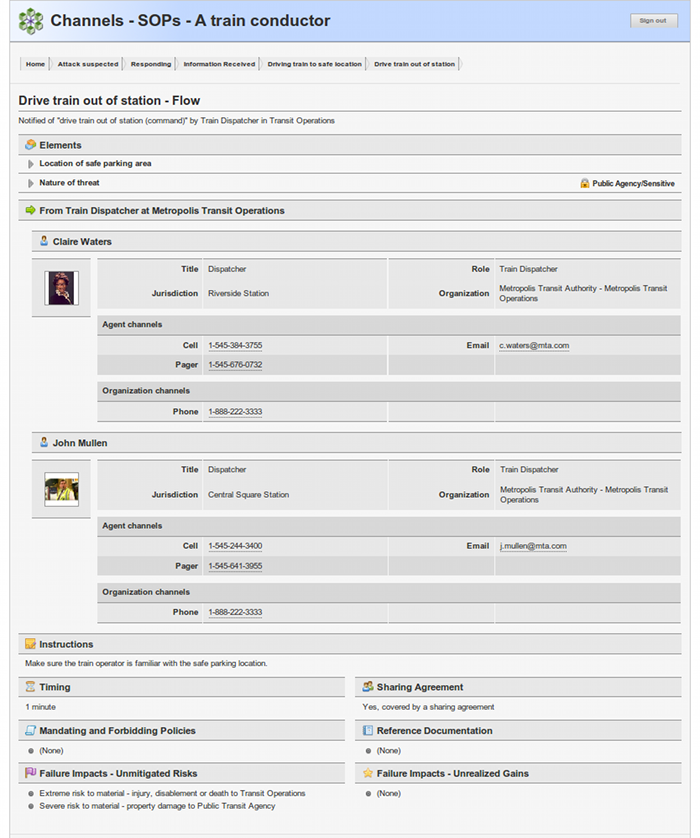 Channels - SOPs - A train conductor
Sign out
Home
Attack suspected
Responding
Information Received
Driving train to safe location
Drive train out of station
Drive train out of station - Flow
Notified of "drive train out of station (command)" by Train Dispatcher in Transit Operations
Elements
Location of safe parking area
Nature of threat
Public Agency/Sensitive
From Train Dispatcher at Metropolis Transit Operations
Claire Waters
Title Dispatcher Role Train Dispatcher
Jurisdiction Riverside Station Organization Metropolis Transit Authority - Metropolis Transit
Operations
Agent channels
Cell 1-545-384-3755 Email c.waters@mta.com
Pager 1-545-676-0732
Organization channels
Phone 1-888-222-3333
John Mullen
Title Dispatcher Role Train Dispatcher
Jurisdiction Central Square Station Organization Metropolis Transit Authority - Metropolis Transit
Operations
Agent channels
Cell 1-545-244-3400 Email j.mullen@mta.com
Pager 1-545-641-3955
Organization channels
Phone 1-888-222-3333
Instructions
Make sure the train operator is familiar with the safe parking location.
Timing
1 minute
Sharing Agreement
Yes, covered by a sharing agreement
Mandating and Forbidding Policies
(None)
Reference Documentation
(None)
Failure Impacts - Unmitigated Risks
Extreme risk to material - injury, disablement or death to Transit Operations
Severe risk to material - property damage to Public Transit Agency
Failure Impacts - Unrealized Gains
(None)